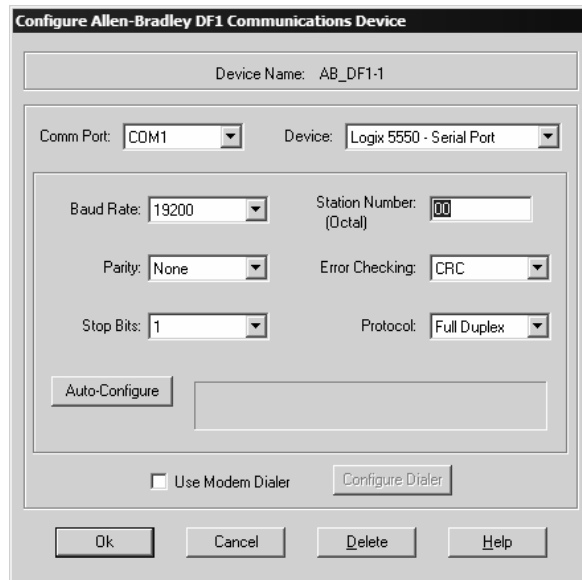 Configure Allen-Bradley DF1 Communications Device
Device Name: AB_DF1-1
Comm Port: COM1 Device: Logix 5550 - Serial Port
Baud Rate: 19200 Station Number: 00
(Octal)
Parity: None Error Checking: CRC
Stop Bits: 1 Protocol: Full Duplex
Auto-Configure
Use Modem Dialer Configure Dialer
Ok Cancel Delete Help